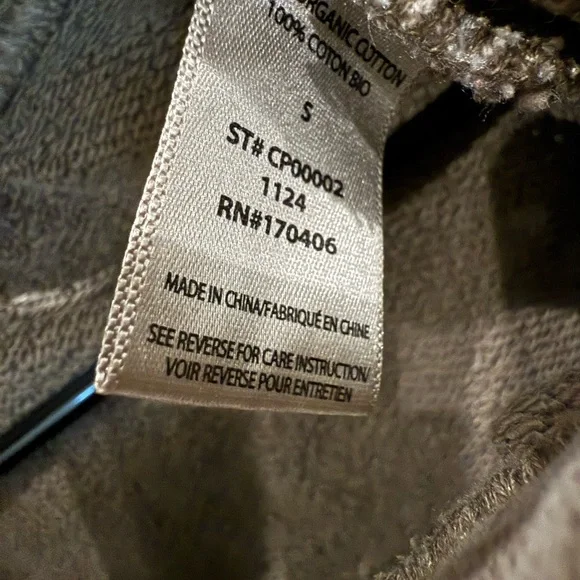 ORGANIC COTTON
100% COTON BIO
S
ST# CP00002
1124
RN#170406
MADE IN CHINA/FABRIQUÉ EN CHINE
SEE REVERSE FOR CARE INSTRUCTION/
VOIR REVERSE POUR ENTRETIEN